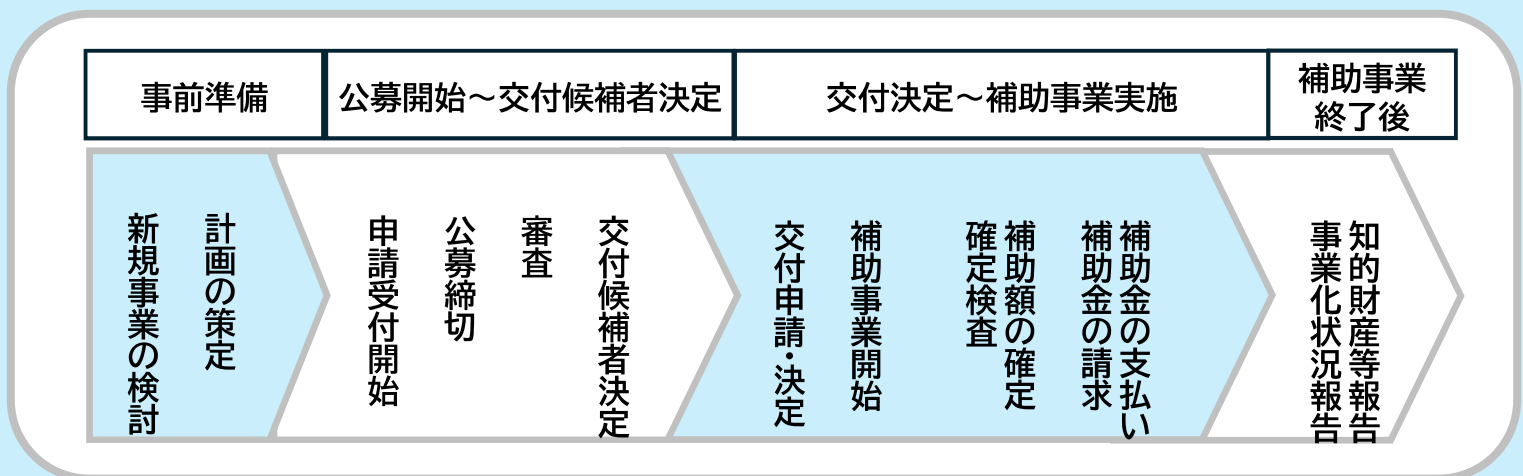 事前準備
公募開始～交付候補者決定
交付決定～補助事業実施
補助事業
終了後
新規事業の検討
計画の策定
申請受付開始
公募締切
審査
交付候補者決定
交付申請・決定
補助事業開始
確定検査
補助額の確定
補助金の請求
補助金の支払い
事業化状況報告
知的財産等報告